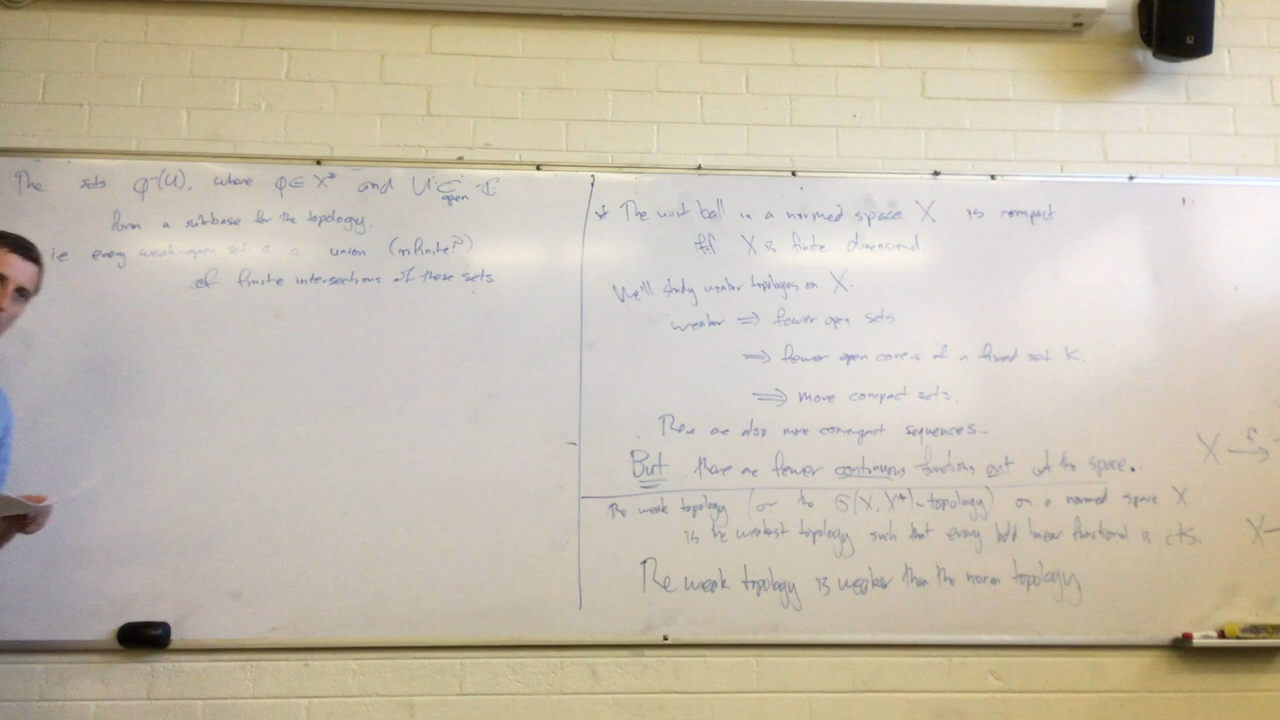 The sets φ⁻¹(U), where φ ∈ X* and U ⊂ ℂ
open
form a subbase for the topology.
ie every weak-open set is a union (infinite?)
of finite intersections of these sets
* The unit ball in a normed space X is compact
iff X is finite dimensional
We'll study weaker topologies on X.
weaker ⇒ fewer open sets
⇒ fewer open covers of a fixed set K.
⇒ more compact sets.
There are also more convergent sequences..
But there are fewer continuous functions out of the space.
The weak topology (or the σ(X, X*)-topology) on a normed space X
is the weakest topology such that every bdd linear functional is cts.
The weak topology is weaker than the norm topology
X →
X